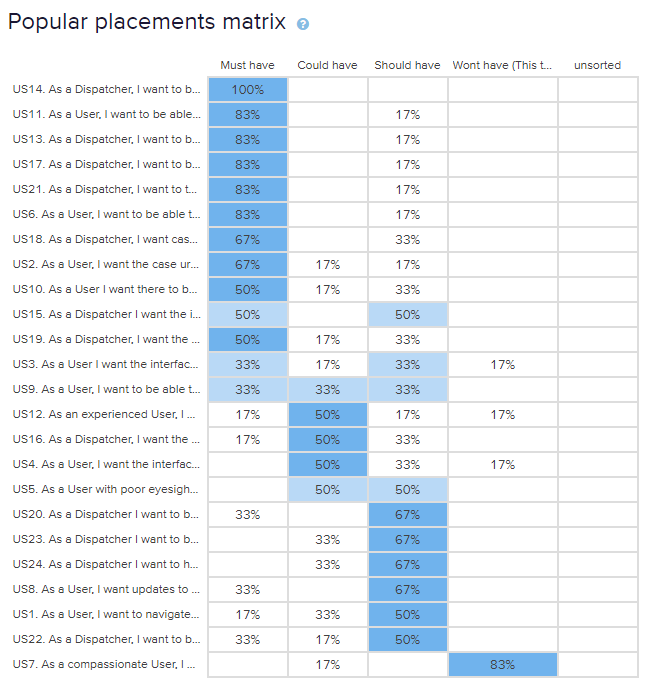 Popular placements matrix ?
Must have Could have Should have Wont have (This t... unsorted
US14. As a Dispatcher, I want to b... 100%
US11. As a User, I want to be able... 83% 17%
US13. As a Dispatcher, I want to b... 83% 17%
US17. As a Dispatcher, I want to b... 83% 17%
US21. As a Dispatcher, I want to t... 83% 17%
US6. As a User, I want to be able t... 83% 17%
US18. As a Dispatcher, I want cas... 67% 33%
US2. As a User, I want the case ur... 67% 17% 17%
US10. As a User I want there to b... 50% 17% 33%
US15. As a Dispatcher I want the i... 50% 50%
US19. As a Dispatcher, I want the ... 50% 17% 33%
US3. As a User I want the interfac... 33% 17% 33% 17%
US9. As a User, I want to be able t... 33% 33% 33%
US12. As an experienced User, I ... 17% 50% 17% 17%
US16. As a Dispatcher, I want the ... 17% 50% 33%
US4. As a User, I want the interfac... 50% 33% 17%
US5. As a User with poor eyesigh... 50% 50%
US20. As a Dispatcher I want to b... 33% 67%
US23. As a Dispatcher I want to b... 33% 67%
US24. As a Dispatcher I want to h... 33% 67%
US8. As a User, I want updates to ... 33% 67%
US1. As a User, I want to navigate... 17% 33% 50%
US22. As a Dispatcher, I want to b... 33% 17% 50%
US7. As a compassionate User, I ... 17% 83%